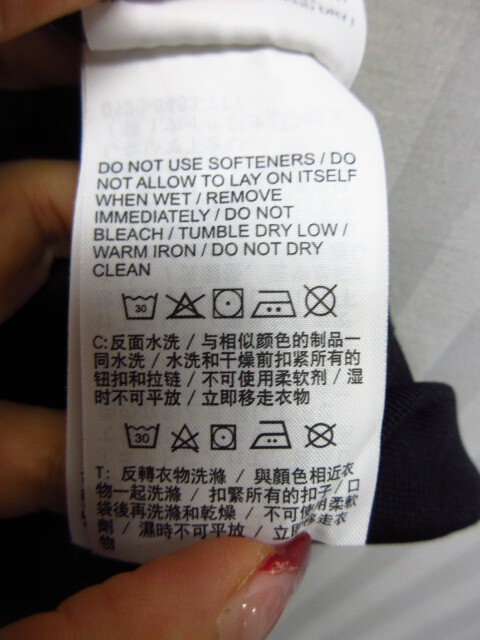 DO NOT USE SOFTENERS / DO
NOT ALLOW TO LAY ON ITSELF
WHEN WET / REMOVE
IMMEDIATELY / DO NOT
BLEACH / TUMBLE DRY LOW /
WARM IRON / DO NOT DRY
CLEAN
30
C:反面水洗 / 与相似颜色的制品一
同水洗 / 水洗和干燥前扣紧所有的
钮扣和拉链 / 不可使用柔软剂 / 湿
时不可平放 / 立即移走衣物
30
T: 反轉衣物洗滌 / 與顏色相近衣
物一起洗滌 / 扣緊所有的扣子/ 口
袋後再洗滌和乾燥 / 不可使用柔軟
劑 / 濕時不可平放 / 立即移走衣
物